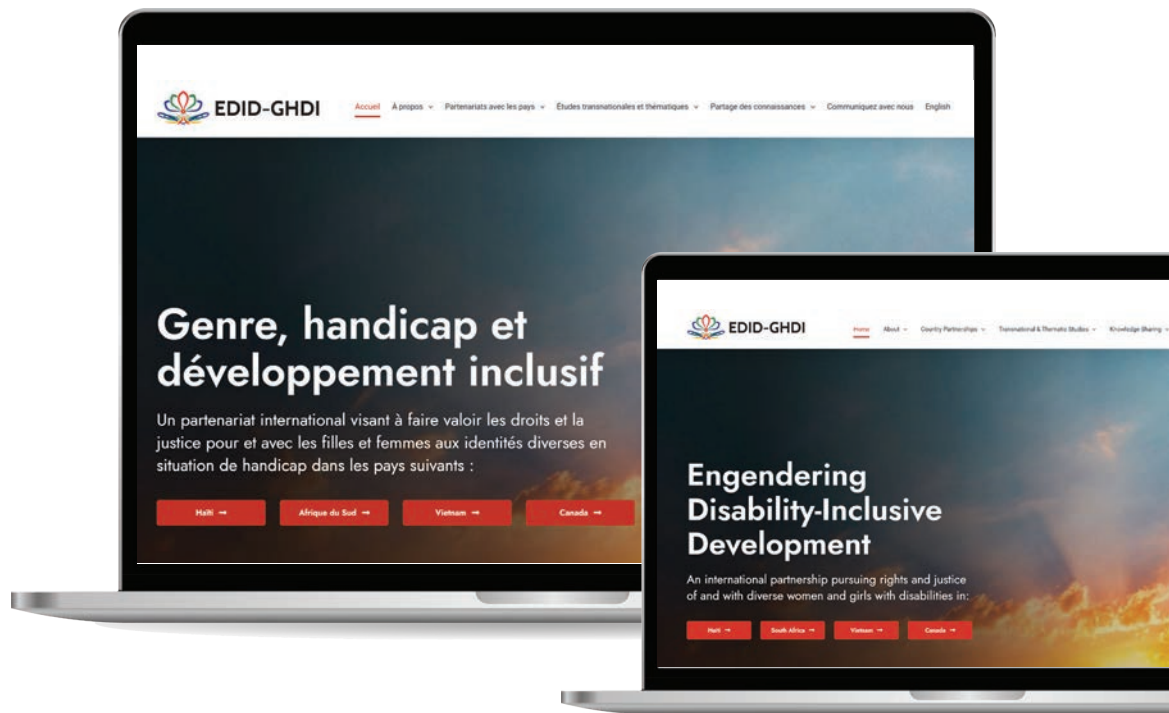 EDID-GHDI
Accueil À propos Partenariats avec les pays Études transnationales et thématiques Partage des connaissances Communiquez avec nous English
Genre, handicap et
développement inclusif
Un partenariat international visant à faire valoir les droits et la
justice pour et avec les filles et femmes aux identités diverses en
situation de handicap dans les pays suivants :
Haïti → Afrique du Sud → Vietnam → Canada →
EDID-GHDI
Home About Country Partnerships Transnational & Thematic Studies Knowledge Sharing
Engendering
Disability-Inclusive
Development
An international partnership pursuing rights and justice
of and with diverse women and girls with disabilities in:
Haiti → South Africa → Vietnam → Canada →